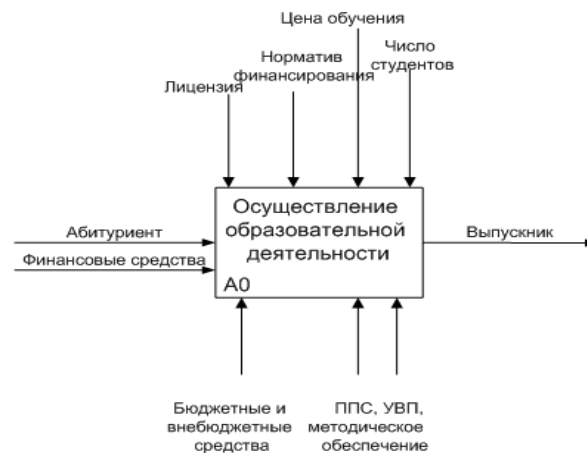 Цена обучения
Норматив
финансирования
Число
студентов
Лицензия
Осуществление
образовательной
деятельности
А0
Абитуриент
Финансовые средства
Выпускник
Бюджетные и
внебюджетные
средства
ППС, УВП,
методическое
обеспечение